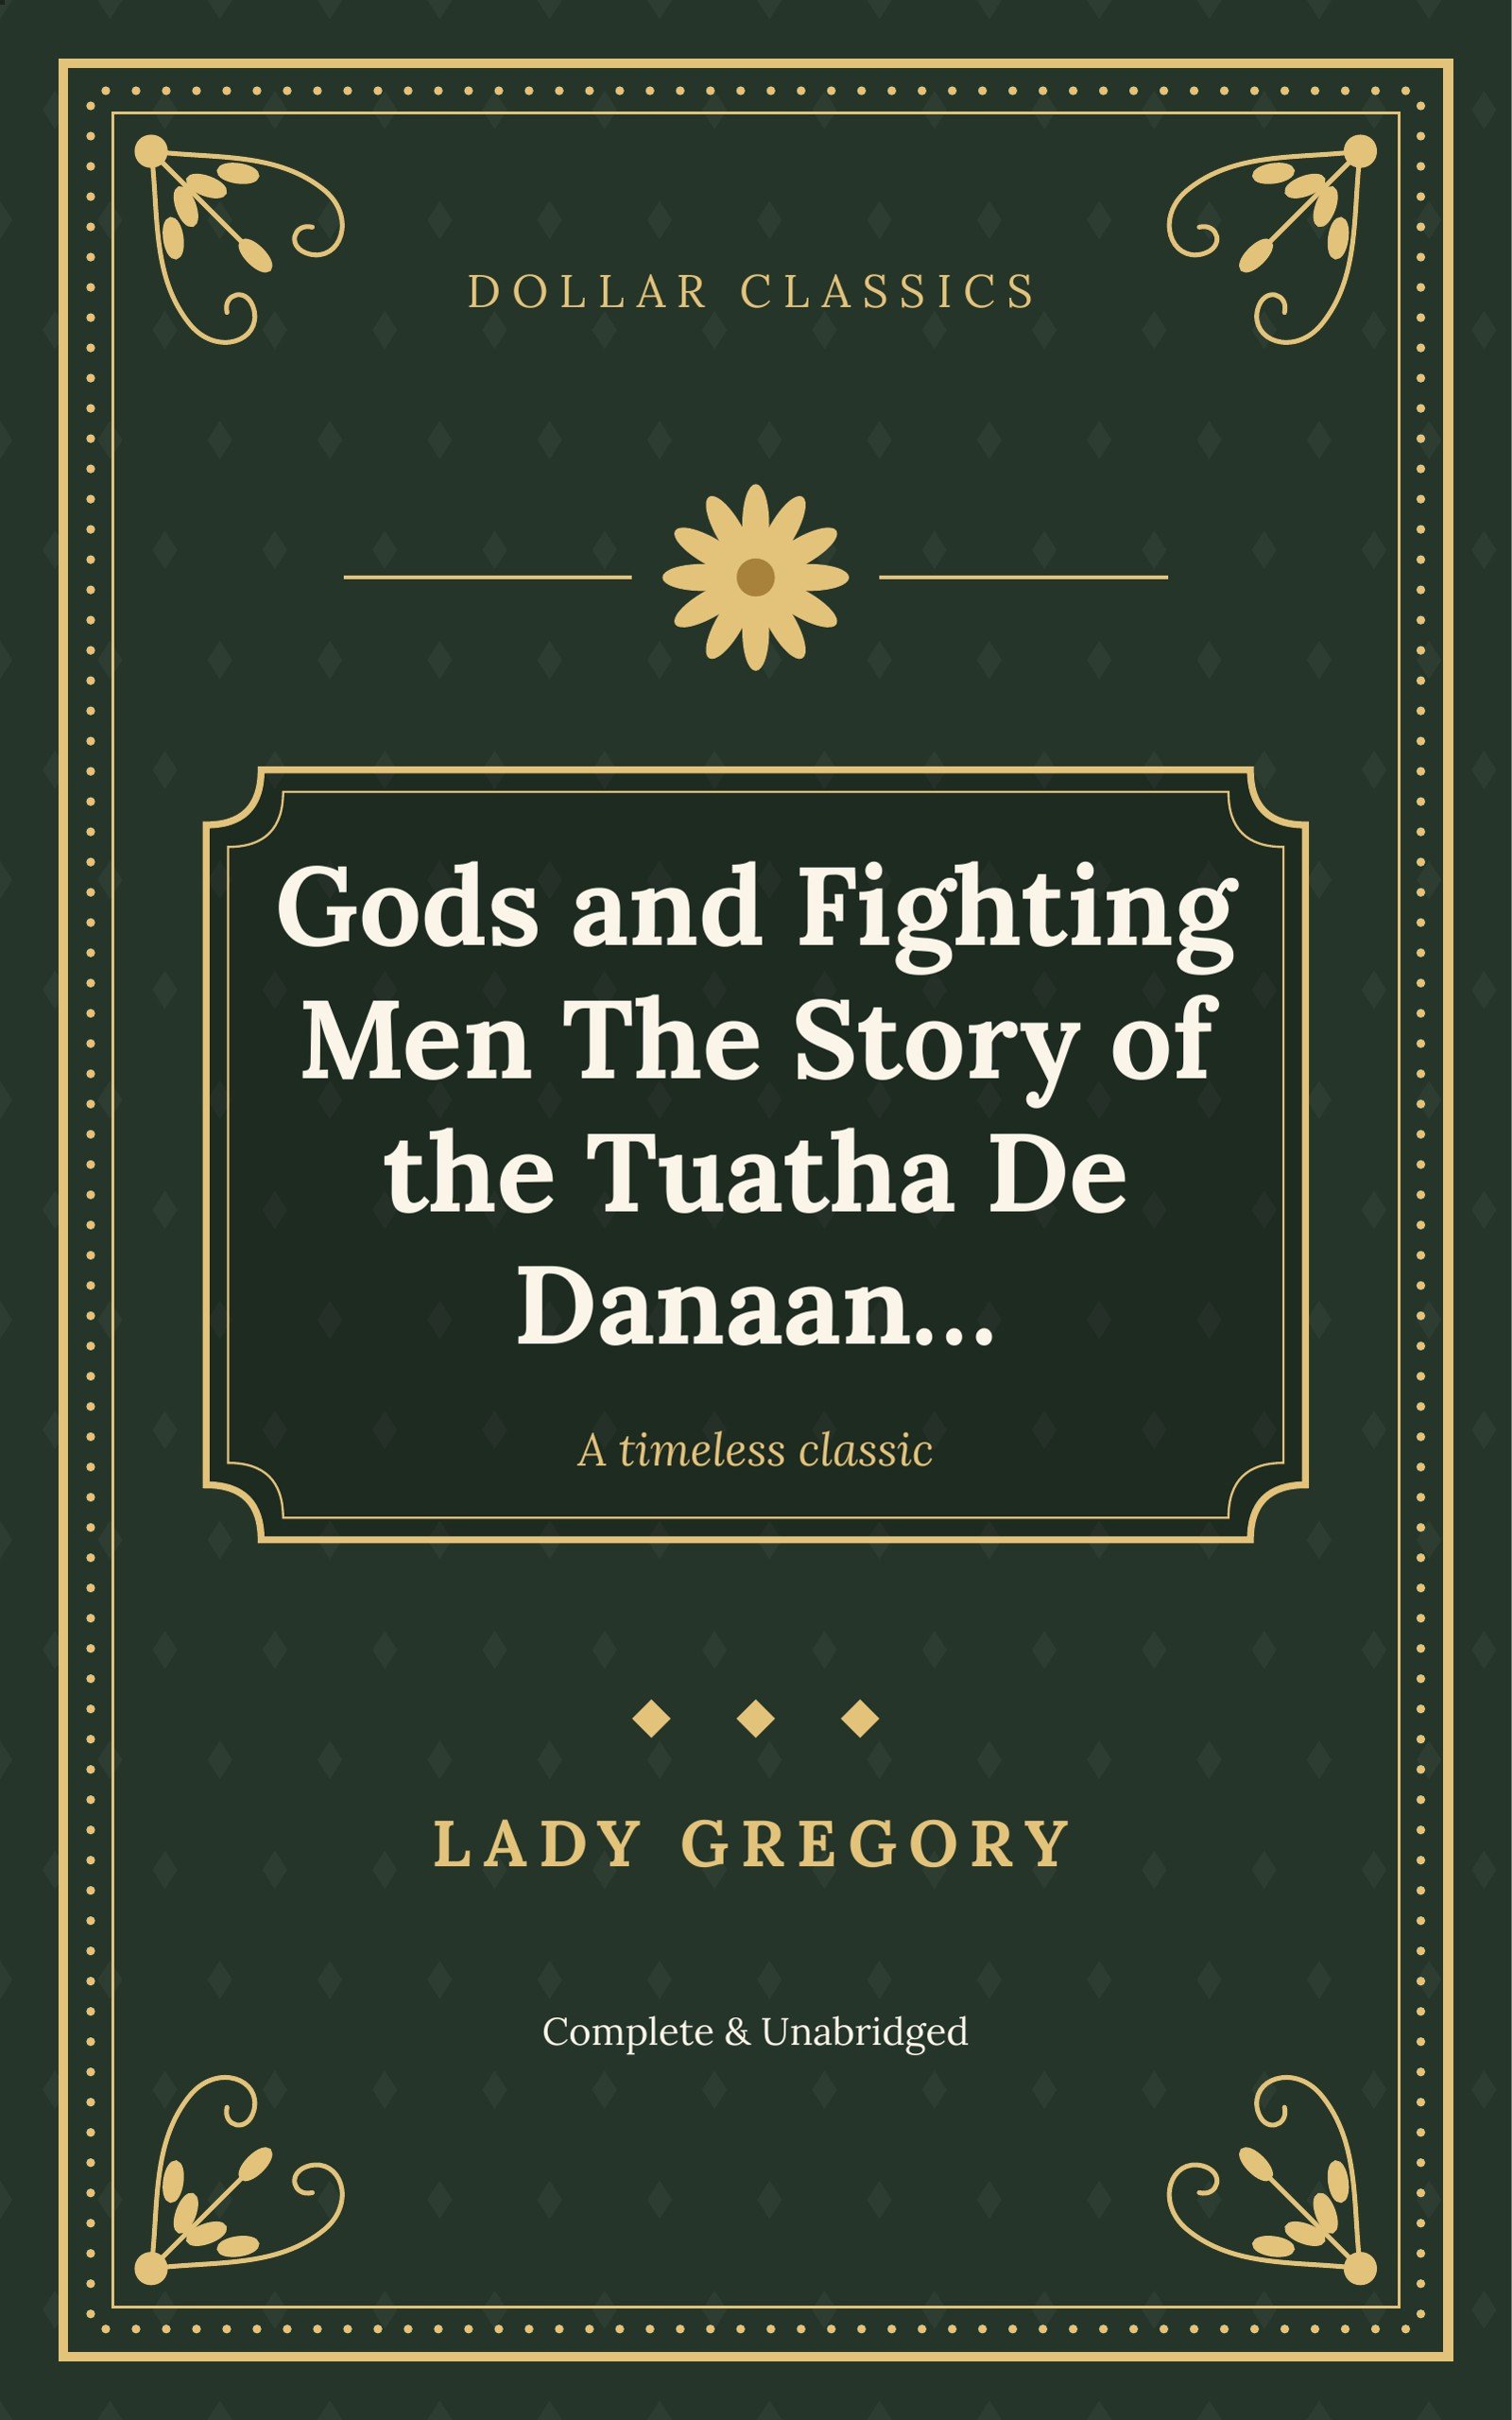 DOLLAR CLASSICS
Gods and Fighting
Men The Story of
the Tuatha De
Danaan...
A timeless classic
LADY GREGORY
Complete & Unabridged